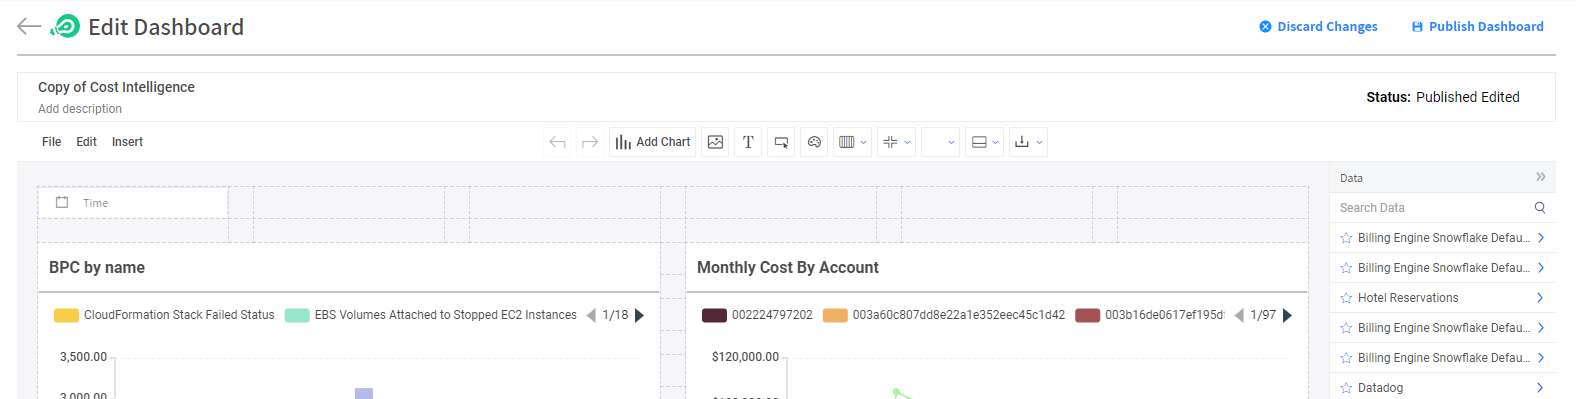 Edit Dashboard
Discard Changes
Publish Dashboard
Copy of Cost Intelligence
Add description
Status: Published Edited
File Edit Insert
Add Chart
T
Time
BPC by name
CloudFormation Stack Failed Status
EBS Volumes Attached to Stopped EC2 Instances
1/18
3,500.00
3,000.00
Monthly Cost By Account
002224797202
003a60c807dd8e22a1e352eec45c1d42
003b16de0617ef195d
1/97
$120,000.00
Data
Search Data
Billing Engine Snowflake Defau...
Billing Engine Snowflake Defau...
Hotel Reservations
Billing Engine Snowflake Defau...
Billing Engine Snowflake Defau...
Datadog